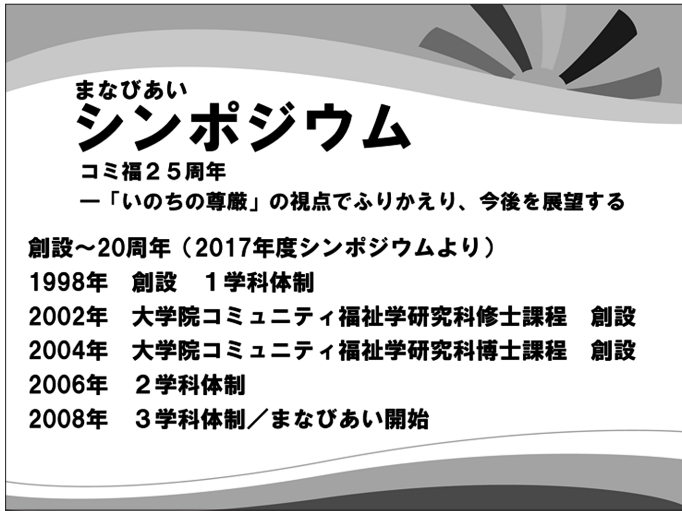 まなびあい
シンポジウム
コミ福２５周年
―「いのちの尊厳」の視点でふりかえり、今後を展望する
創設～20周年（2017年度シンポジウムより）
1998年　創設　１学科体制
2002年　大学院コミュニティ福祉学研究科修士課程　創設
2004年　大学院コミュニティ福祉学研究科博士課程　創設
2006年　２学科体制
2008年　３学科体制／まなびあい開始